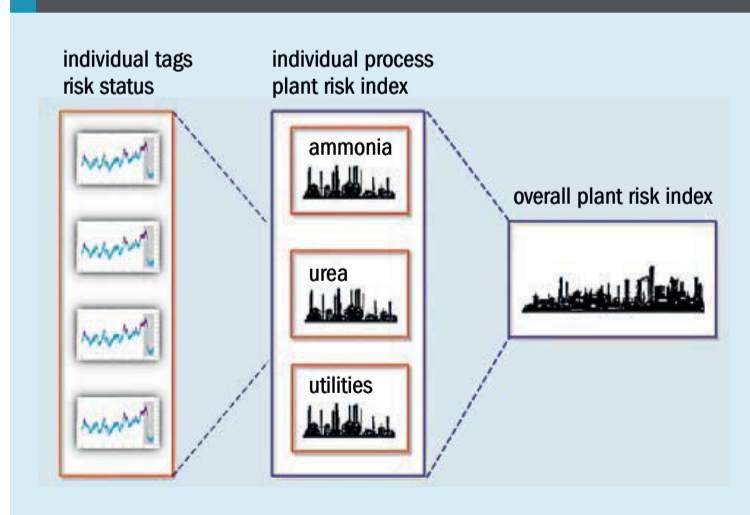 individual tags
risk status
individual process
plant risk index
ammonia
urea
utilities
overall plant risk index